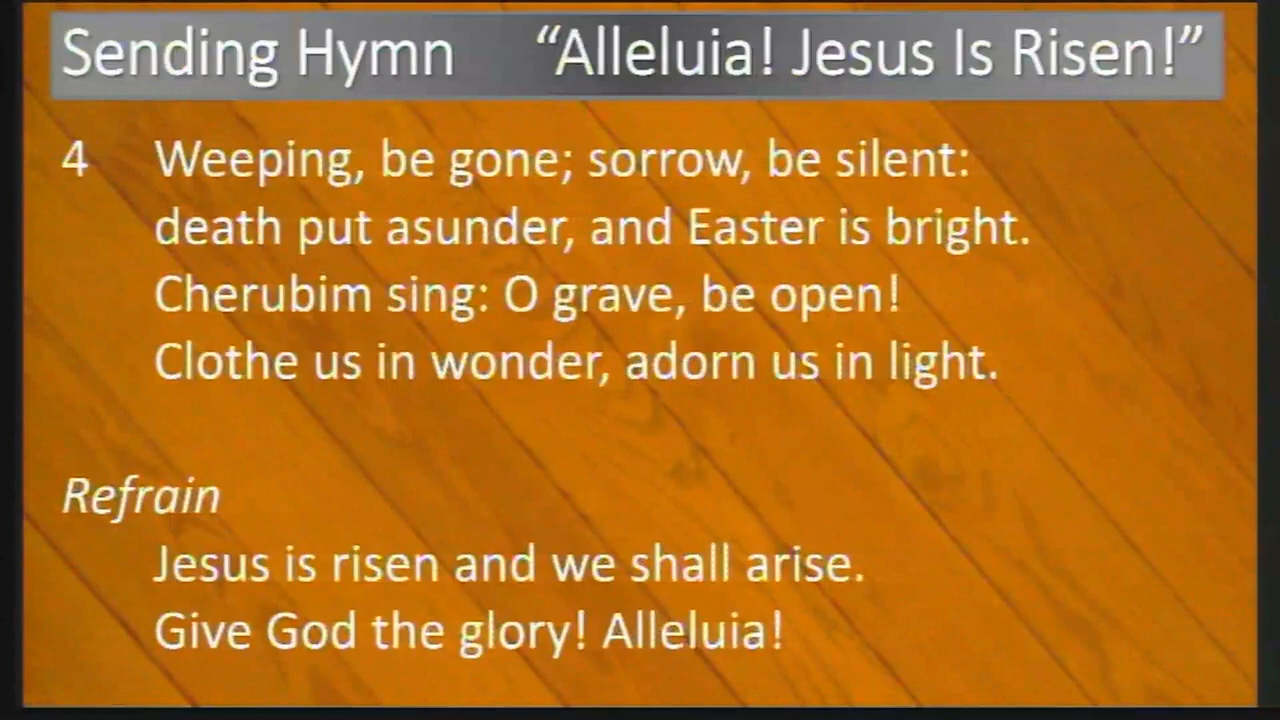 Sending Hymn “Alleluia! Jesus Is Risen!”
4 Weeping, be gone; sorrow, be silent:
death put asunder, and Easter is bright.
Cherubim sing: O grave, be open!
Clothe us in wonder, adorn us in light.
Refrain
Jesus is risen and we shall arise.
Give God the glory! Alleluia!